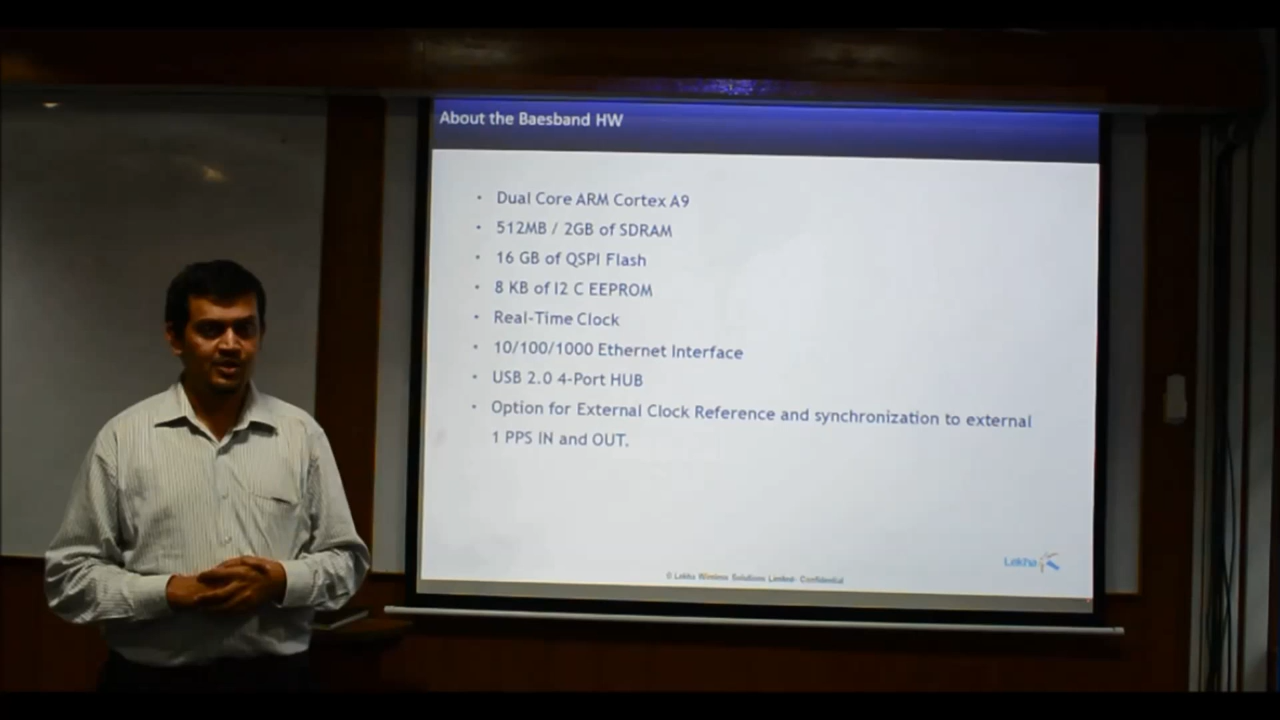 About the Baesband HW
• Dual Core ARM Cortex A9
• 512MB / 2GB of SDRAM
• 16 GB of QSPI Flash
• 8 KB of I2 C EEPROM
• Real-Time Clock
• 10/100/1000 Ethernet Interface
• USB 2.0 4-Port HUB
• Option for External Clock Reference and synchronization to external
1 PPS IN and OUT.
Lekha
© Lekha Wireless Solutions Limited- Confidential